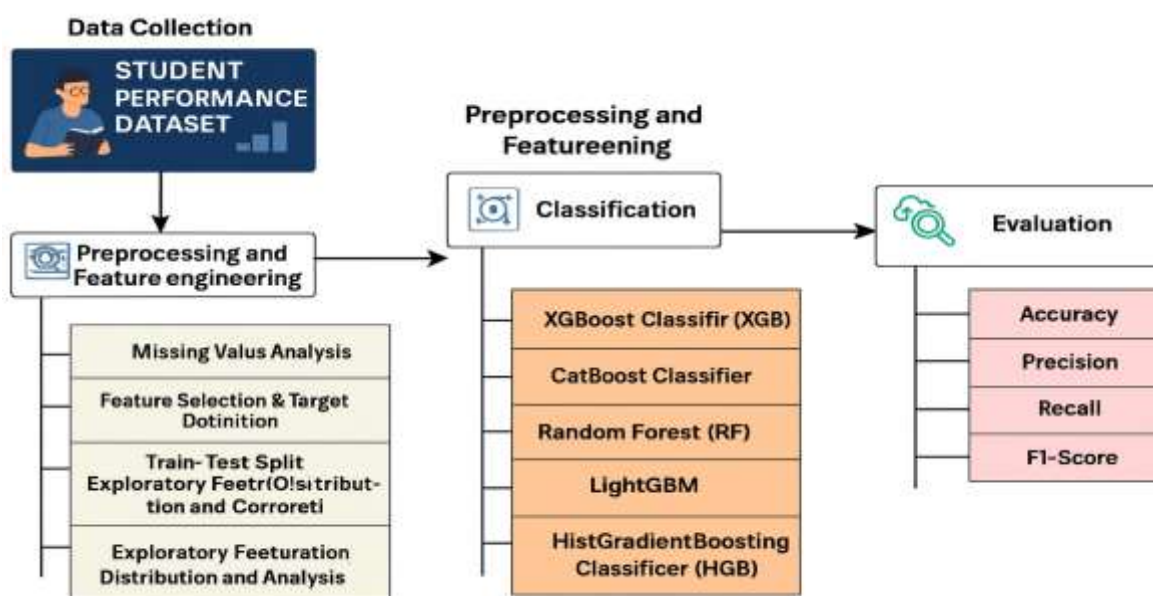 Data Collection
STUDENT
PERFORMANCE
DATASET
Preprocessing and
Feature engineering
Missing Valus Analysis
Feature Selection & Target
Dotinition
Train- Test Split
Exploratory
tion and Corroreti
Exploratory Feeturation
Distribution and Analysis
Preprocessing and
Featureening
Classification
XGBoost Classifir (XGB)
CatBoost Classifier
Random Forest (RF)
LightGBM
HistGradientBoosting
Classificer (HGB)
Evaluation
Accuracy
Precision
Recall
F1-Score